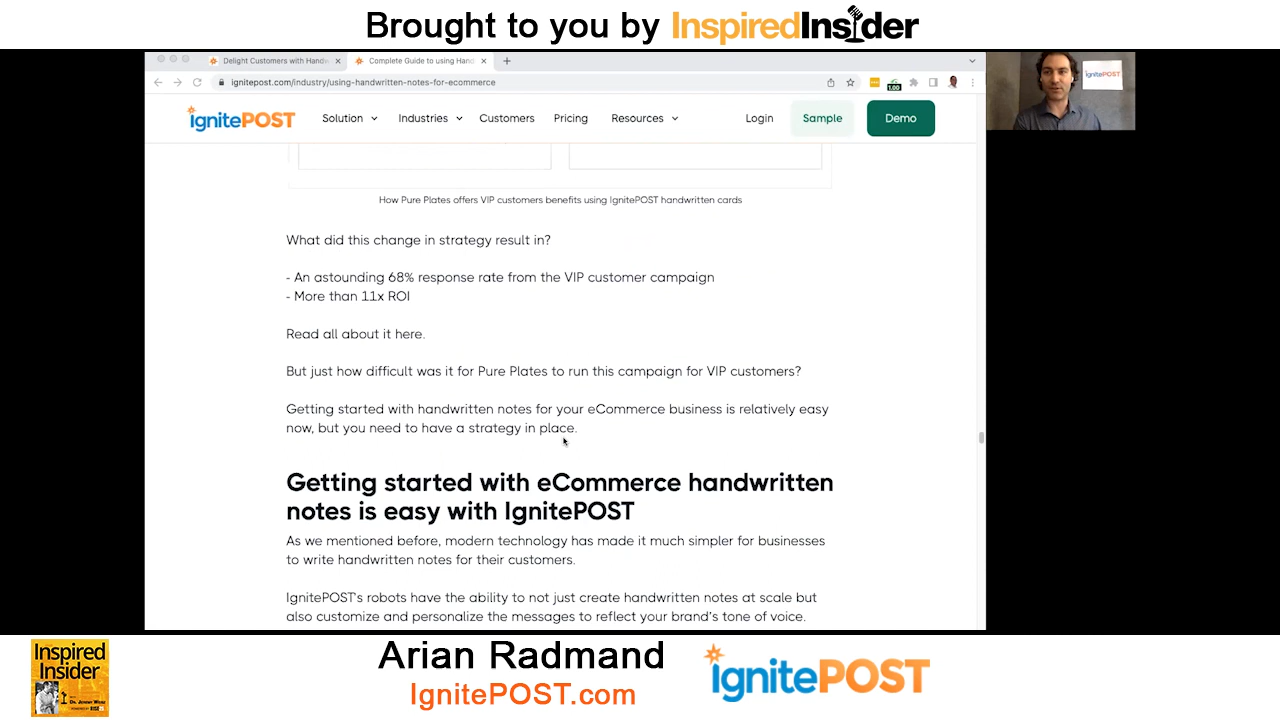 Brought to you by InspiredInsider
Delight Customers with Handw
Complete Guide to using Hand
ignitepost.com/industry/using-handwritten-notes-for-ecommerce
1.00
ignitePOST
Solution
Industries
Customers
Pricing
Resources
Login
Sample
Demo
ignitePOST
How Pure Plates offers VIP customers benefits using IgnitePOST handwritten cards
What did this change in strategy result in?
- An astounding 68% response rate from the VIP customer campaign
- More than 11x ROI
Read all about it here.
But just how difficult was it for Pure Plates to run this campaign for VIP customers?
Getting started with handwritten notes for your eCommerce business is relatively easy
now, but you need to have a strategy in place.
Getting started with eCommerce handwritten
notes is easy with IgnitePOST
As we mentioned before, modern technology has made it much simpler for businesses
to write handwritten notes for their customers.
IgnitePOST's robots have the ability to not just create handwritten notes at scale but
also customize and personalize the messages to reflect your brand's tone of voice.
Inspired
Insider
Dr. Jeremy Weisz
Arian Radmand
IgnitePOST.com
ignitePOST